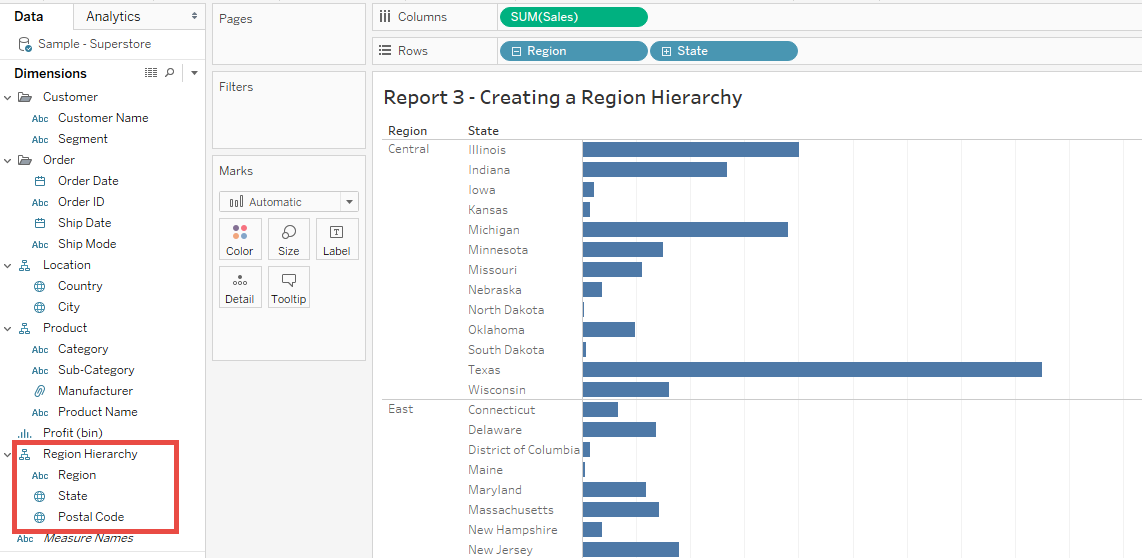 Data
Analytics
Sample - Superstore
Dimensions
Customer
Abc Customer Name
Abc Segment
Order
Order Date
Abc Order ID
Ship Date
Abc Ship Mode
Location
Country
City
Product
Abc Category
Abc Sub-Category
Manufacturer
Abc Product Name
Profit (bin)
Region Hierarchy
Abc Region
State
Postal Code
Abc Measure Names
Pages
Filters
Marks
Automatic
Color Size Label
Detail Tooltip
Columns SUM(Sales)
Rows Region State
Report 3 - Creating a Region Hierarchy
Region State
Central Illinois
Indiana
Iowa
Kansas
Michigan
Minnesota
Missouri
Nebraska
North Dakota
Oklahoma
South Dakota
Texas
Wisconsin
East Connecticut
Delaware
District of Columbia
Maine
Maryland
Massachusetts
New Hampshire
New Jersey